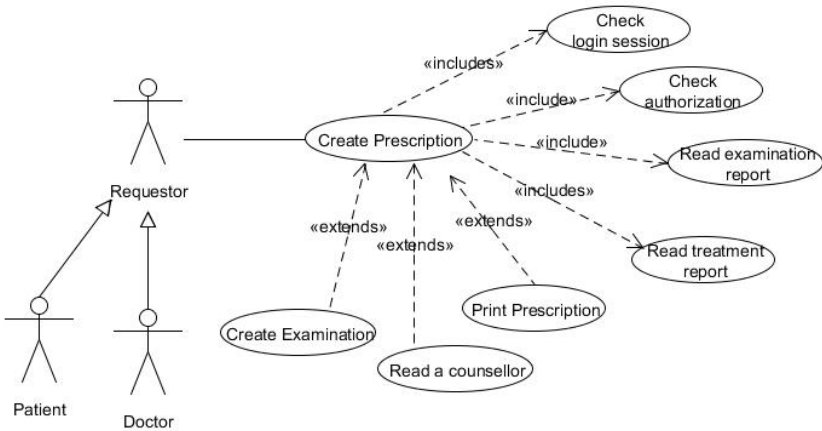 Check
login session
«includes»
Check
authorization
«include»
Create Prescription
«include»
Read examination
report
Requestor
«includes»
«extends»
«extends»
«extends»
Read treatment
report
Print Prescription
Create Examination
Read a counsellor
Patient
Doctor